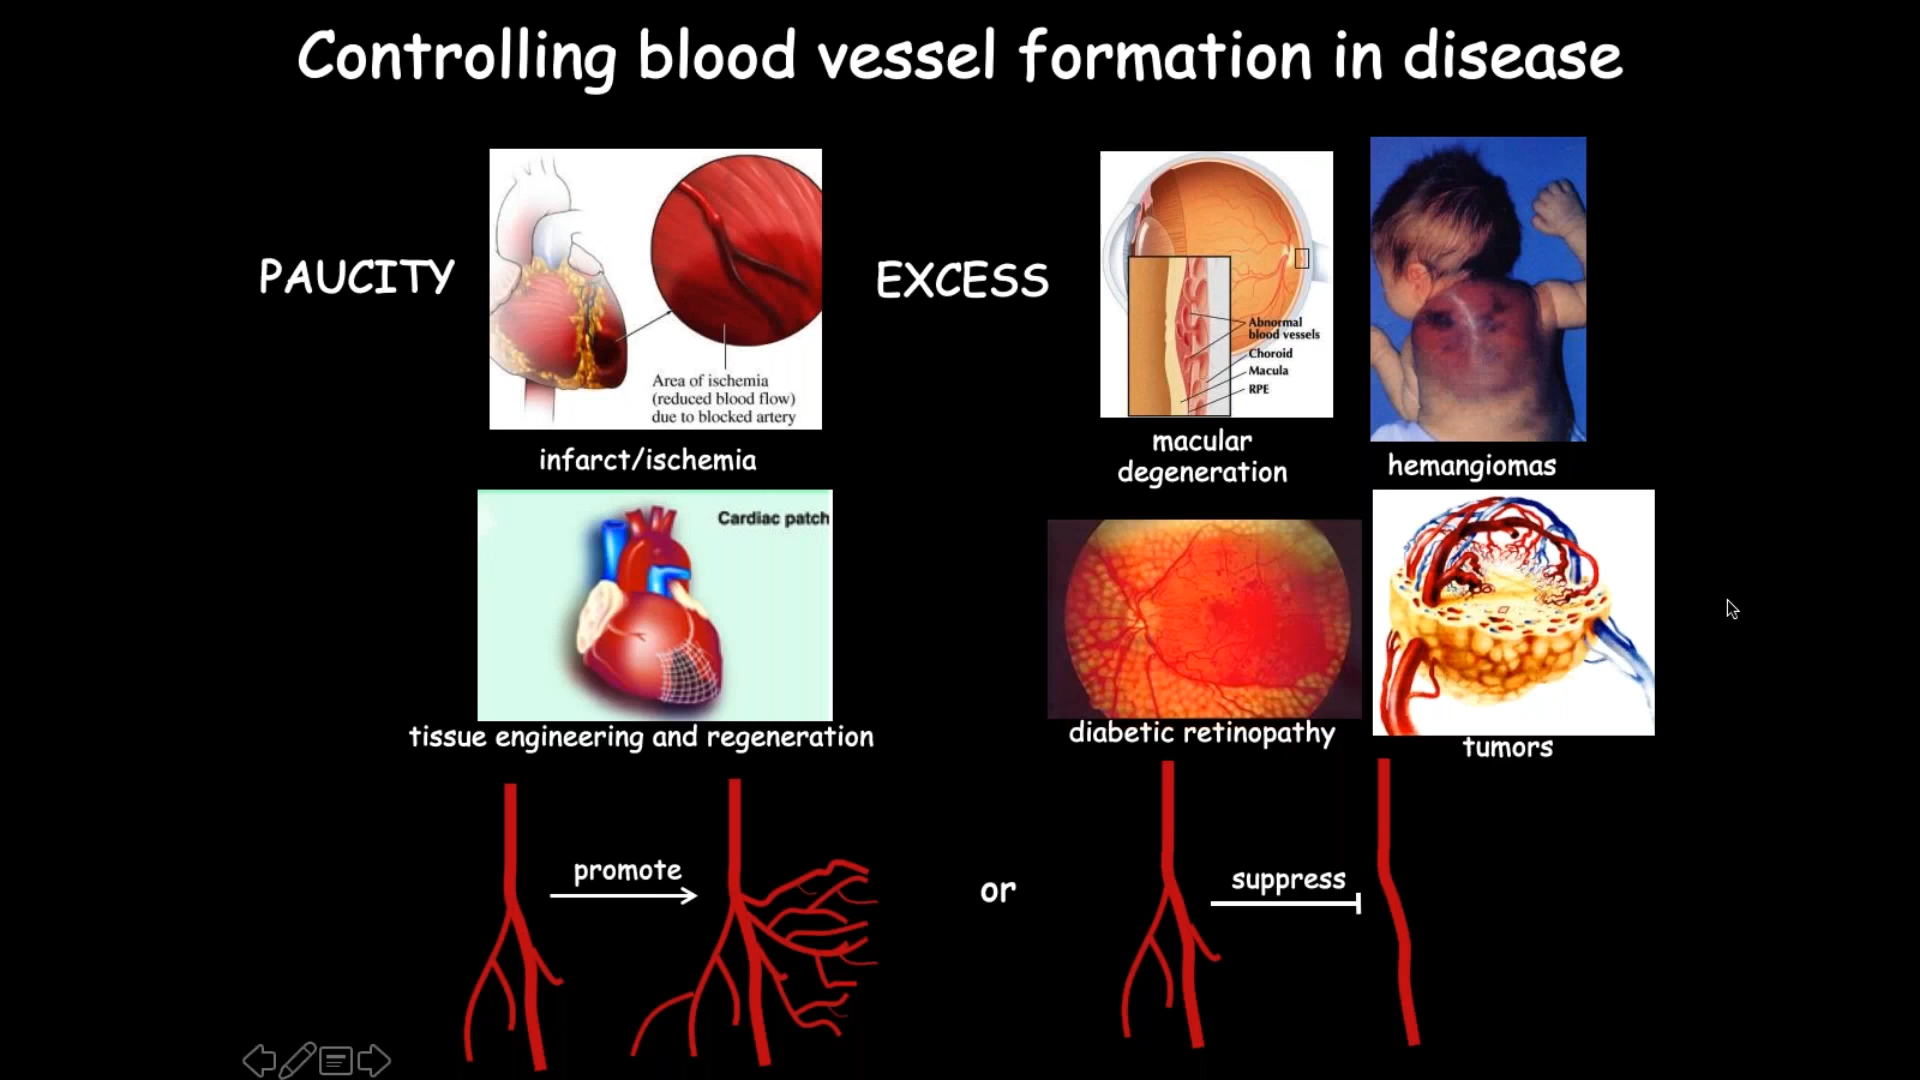 Controlling blood vessel formation in disease
PAUCITY
Area of ischemia
(reduced blood flow)
due to blocked artery
infarct/ischemia
Cardiac patch
tissue engineering and regeneration
EXCESS
Abnormal
blood vessels
Choroid
Macula
RPE
macular
degeneration
hemangiomas
diabetic retinopathy
tumors
promote
or
suppress